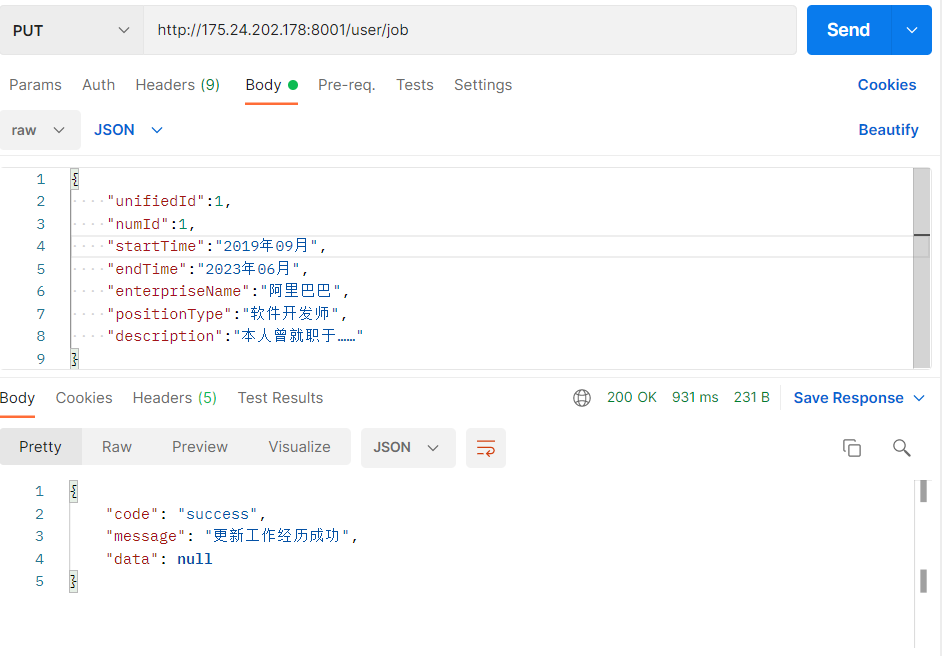 PUT http://175.24.202.178:8001/user/job Send
Params Auth Headers (9) Body Pre-req. Tests Settings Cookies
raw JSON Beautify
1 {
2 "unifiedId":1,
3 "numId":1,
4 "startTime":"2019年09月",
5 "endTime":"2023年06月",
6 "enterpriseName":"阿里巴巴",
7 "positionType":"软件开发师",
8 "description":"本人曾就职于……"
9 }
Body Cookies Headers (5) Test Results 200 OK 931 ms 231 B Save Response
Pretty Raw Preview Visualize JSON
1 {
2 "code": "success",
3 "message": "更新工作经历成功",
4 "data": null
5 }